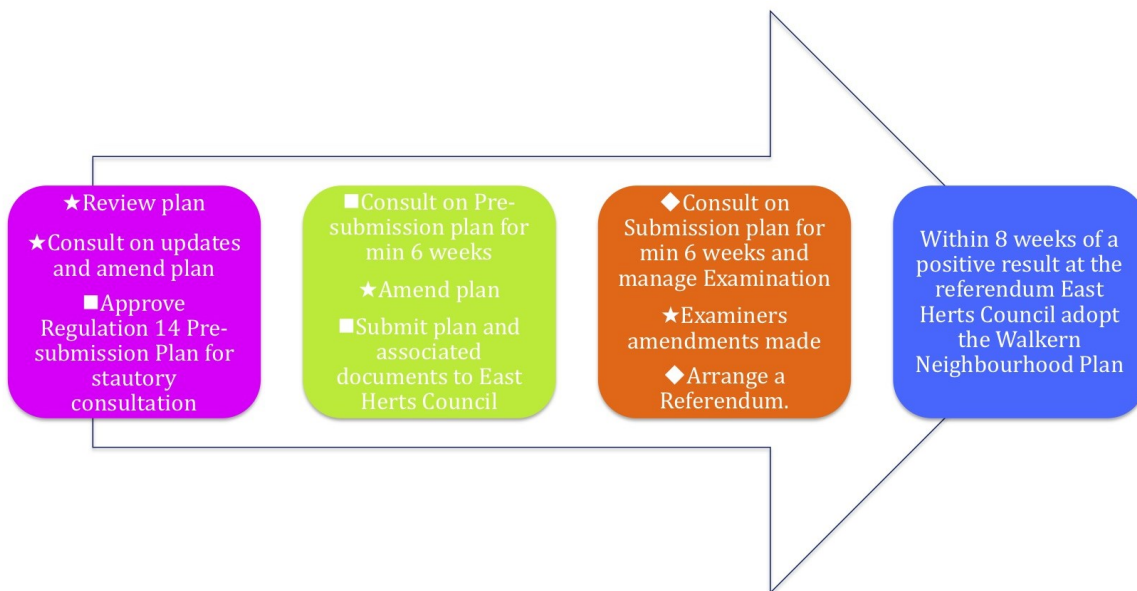 ★Review plan
★Consult on updates
and amend plan
■Approve
Regulation 14 Pre-
submission Plan for
stautory
consultation
■Consult on Pre-
submission plan for
min 6 weeks
★Amend plan
■Submit plan and
associated
documents to East
Herts Council
◆Consult on
Submission plan for
min 6 weeks and
manage Examination
★Examiners
amendments made
◆Arrange a
Referendum.
Within 8 weeks of a
positive result at the
referendum East
Herts Council adopt
the Walkern
Neighbourhood Plan